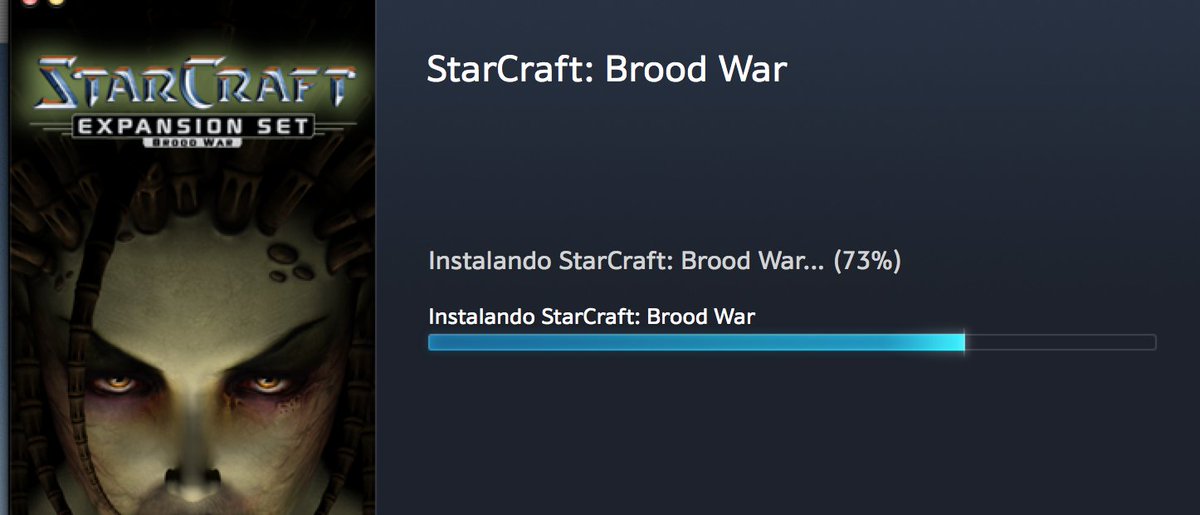 STARCRAFT
EXPANSION SET
BROOD WAR
StarCraft: Brood War
Instalando StarCraft: Brood War... (73%)
Instalando StarCraft: Brood War